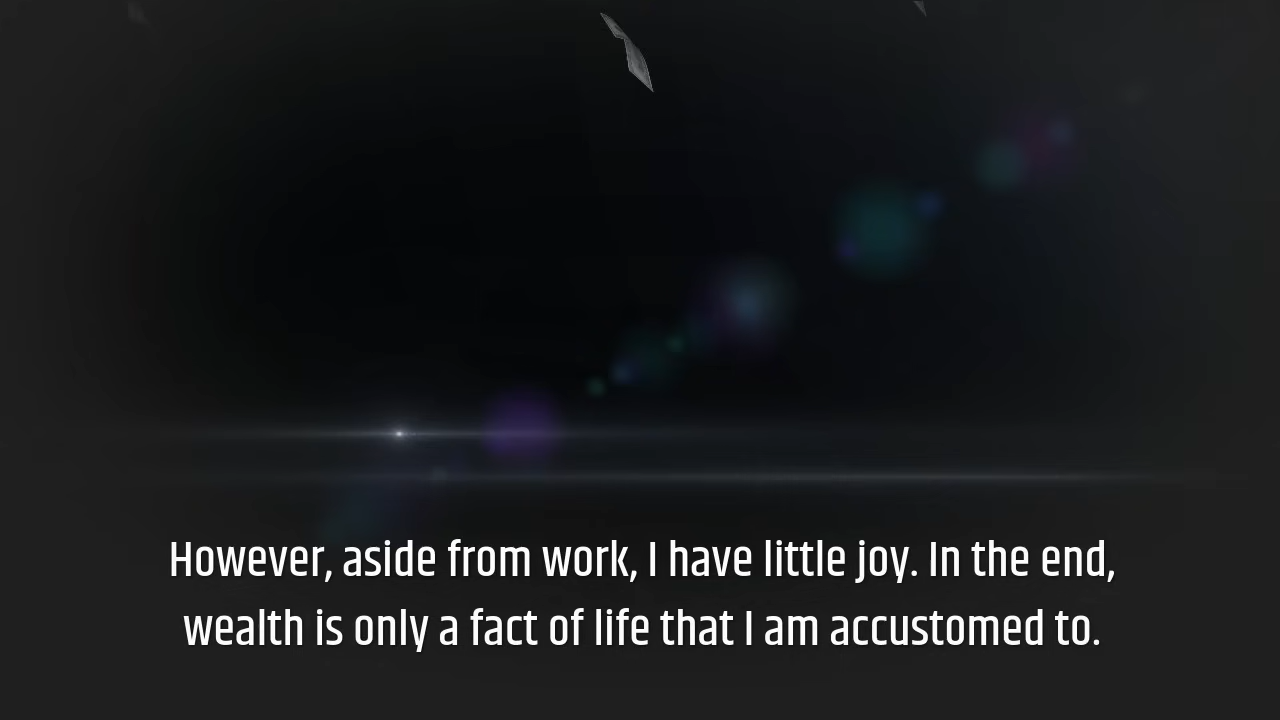 However, aside from work, I have little joy. In the end,
wealth is only a fact of life that I am accustomed to.